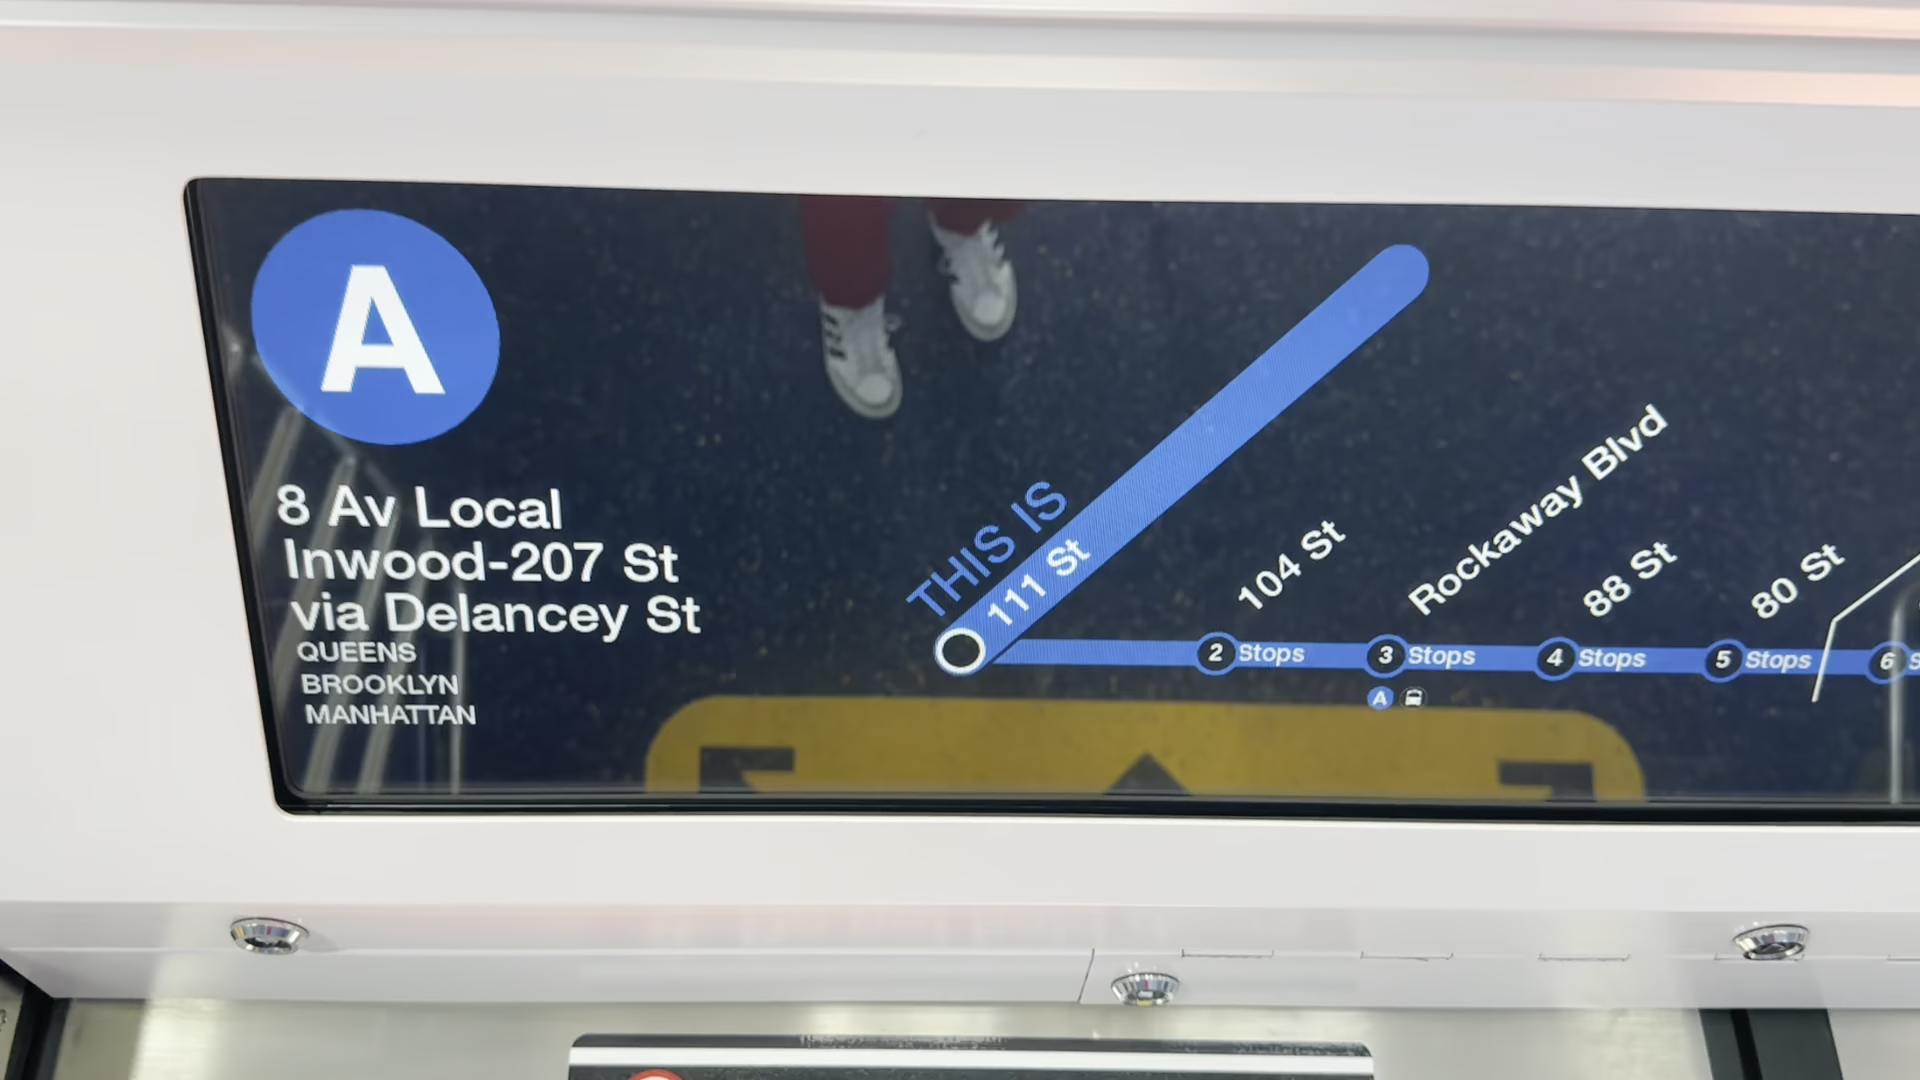 A
8 Av Local
Inwood-207 St
via Delancey St
QUEENS
BROOKLYN
MANHATTAN
THIS IS
111 St
104 St
Rockaway Blvd
88 St
80 St
2 Stops
3 Stops
4 Stops
5 Stops
6 S
A